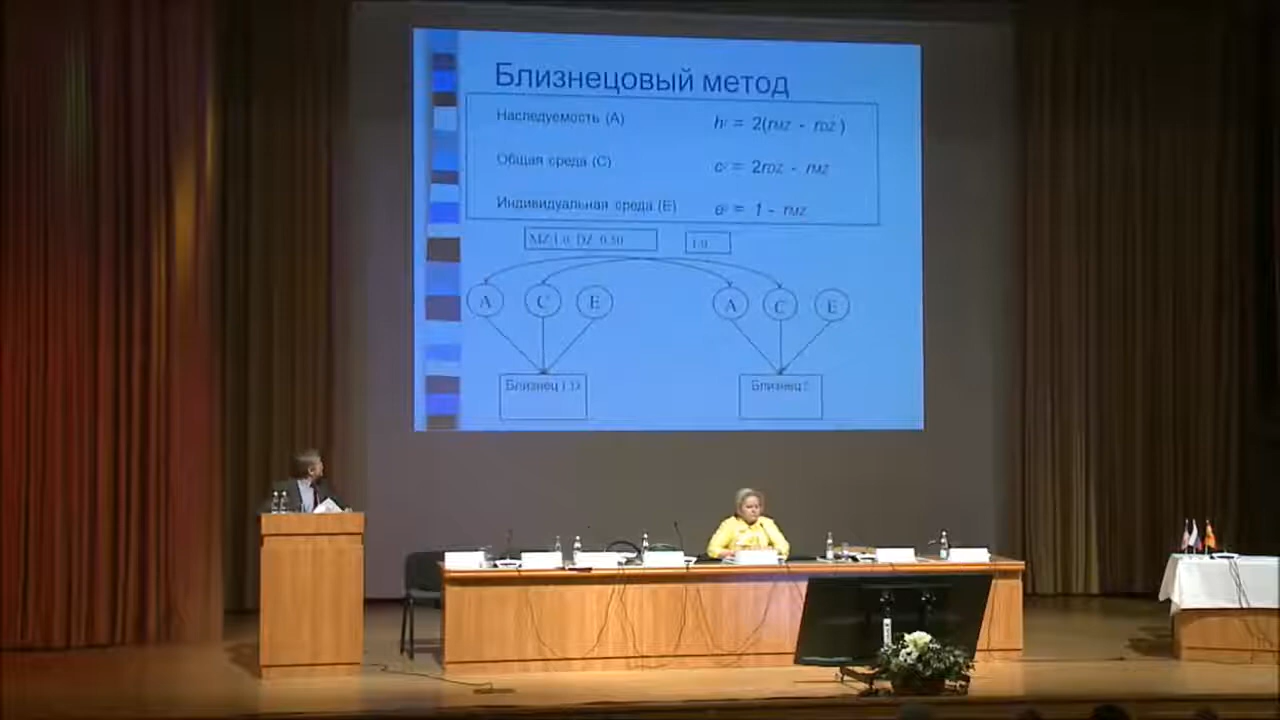 Близнецовый метод
Наследуемость (A) h² = 2(rMZ - rDZ)
Общая среда (C) c² = 2rDZ - rMZ
Индивидуальная среда (E) e² = 1 - rMZ
MZ 1.0 DZ 0.50 1.0
A C E A C E
Близнец Близнец